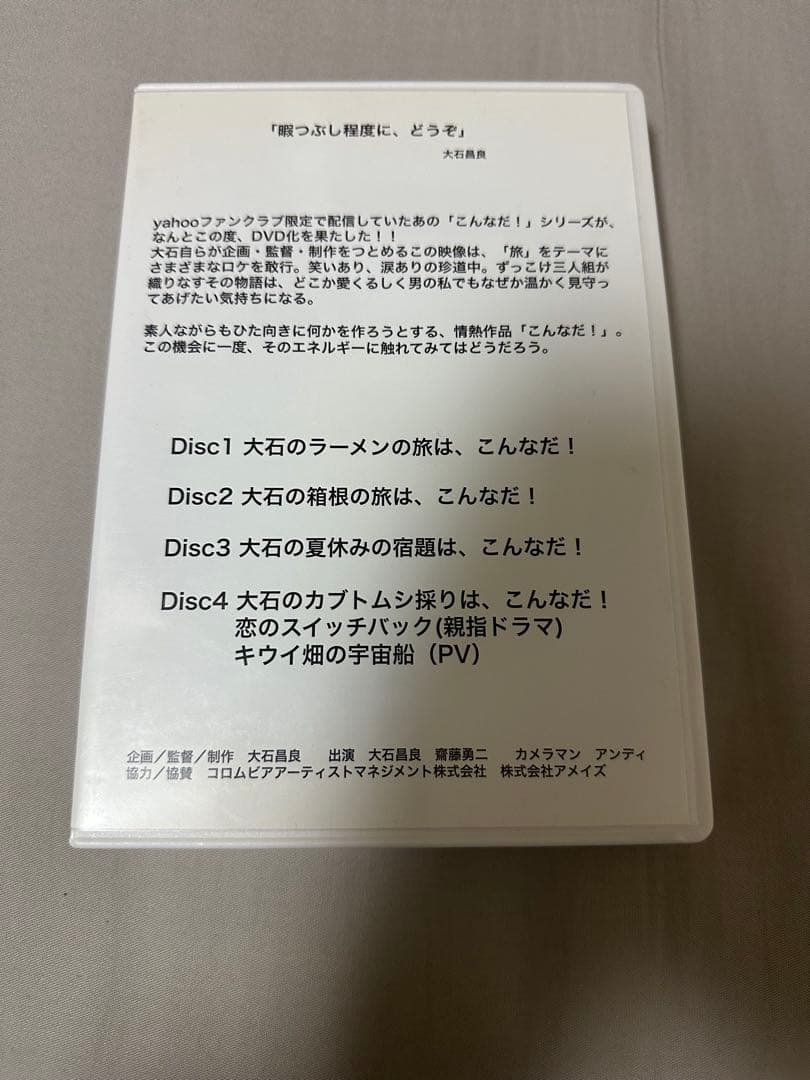 「暇つぶし程度に、どうぞ」
大石昌良
yahooファンクラブ限定で配信していたあの「こんなだ！」シリーズが、
なんとこの度、DVD化を果たした！！
大石自らが企画・監督・制作をつとめるこの映像は、「旅」をテーマに
さまざまなロケを敢行。笑いあり、涙ありの珍道中。ずっこけ三人組が
織りなすその物語は、どこか愛くるしく男の私でもなぜか温かく見守っ
てあげたい気持ちになる。
素人ながらもひた向きに何かを作ろうとする、情熱作品「こんなだ！」。
この機会に一度、そのエネルギーに触れてみてはどうだろう。
Disc1 大石のラーメンの旅は、こんなだ！
Disc2 大石の箱根の旅は、こんなだ！
Disc3 大石の夏休みの宿題は、こんなだ！
Disc4 大石のカブトムシ採りは、こんなだ！
恋のスイッチバック(親指ドラマ)
キウイ畑の宇宙船（PV）
企画／監督／制作　大石昌良　　出演　大石昌良　齋藤勇二　　カメラマン　アンディ
協力／協賛　コロムビアアーティストマネジメント株式会社　株式会社アメイズ